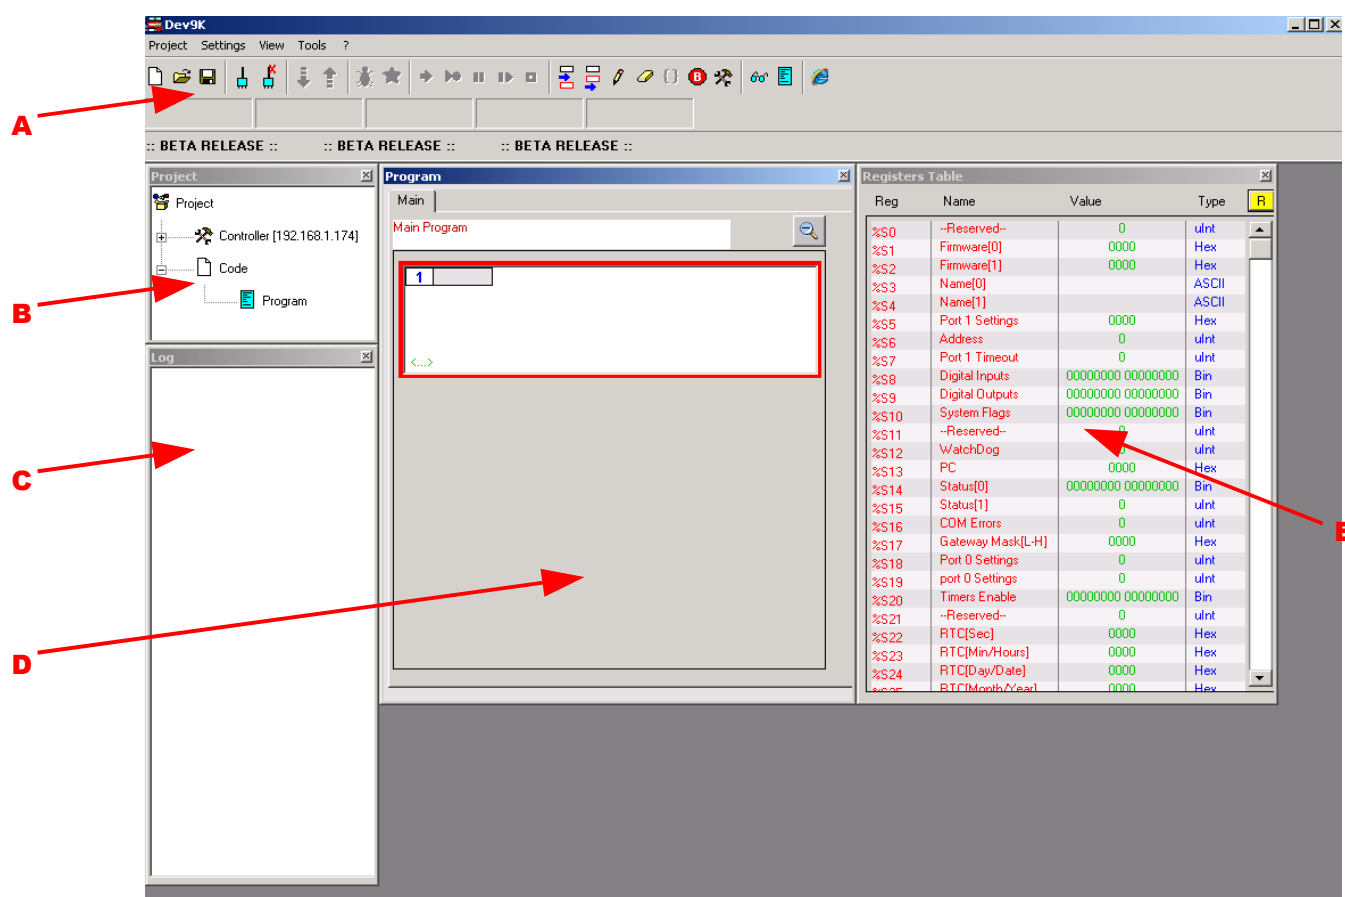 Dev9K
Project Settings View Tools ?
A
:: BETA RELEASE :: :: BETA RELEASE :: :: BETA RELEASE ::
Project
Project
Controller [192.168.1.174]
Code
Program
B
Log
C
D
Program
Main
Main Program
1
<...>
Registers Table
Reg Name Value Type R
%S0 --Reserved-- 0 uInt
%S1 Firmware[0] 0000 Hex
%S2 Firmware[1] 0000 Hex
%S3 Name[0] ASCII
%S4 Name[1] ASCII
%S5 Port 1 Settings 0000 Hex
%S6 Address 0 uInt
%S7 Port 1 Timeout 0 uInt
%S8 Digital Inputs 00000000 00000000 Bin
%S9 Digital Outputs 00000000 00000000 Bin
%S10 System Flags 00000000 00000000 Bin
%S11 --Reserved-- 0 uInt
%S12 WatchDog 0 uInt
%S13 PC 0000 Hex
%S14 Status[0] 00000000 00000000 Bin
%S15 Status[1] 0 uInt
%S16 COM Errors 0 uInt
%S17 Gateway Mask[L-H] 0000 Hex
%S18 Port 0 Settings 0 uInt
%S19 port 0 Settings 0 uInt
%S20 Timers Enable 00000000 00000000 Bin
%S21 --Reserved-- 0 uInt
%S22 RTC[Sec] 0000 Hex
%S23 RTC[Min/Hours] 0000 Hex
%S24 RTC[Day/Date] 0000 Hex
%S25 RTC[Month/Year] 0000 Hex